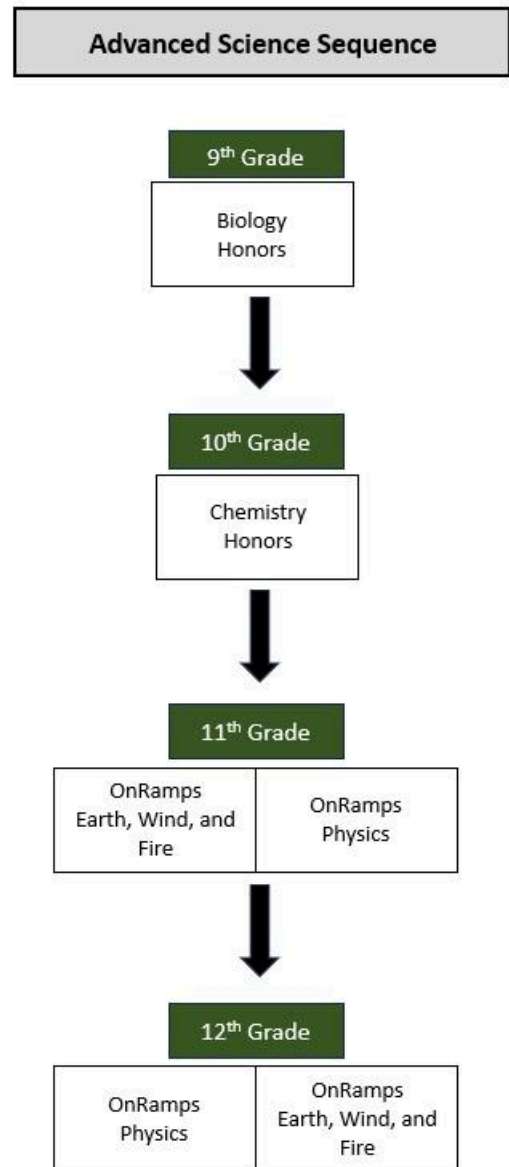 Advanced Science Sequence
9th Grade
Biology
Honors
10th Grade
Chemistry
Honors
11th Grade
OnRamps
Earth, Wind, and
Fire
OnRamps
Physics
12th Grade
OnRamps
Physics
OnRamps
Earth, Wind, and
Fire